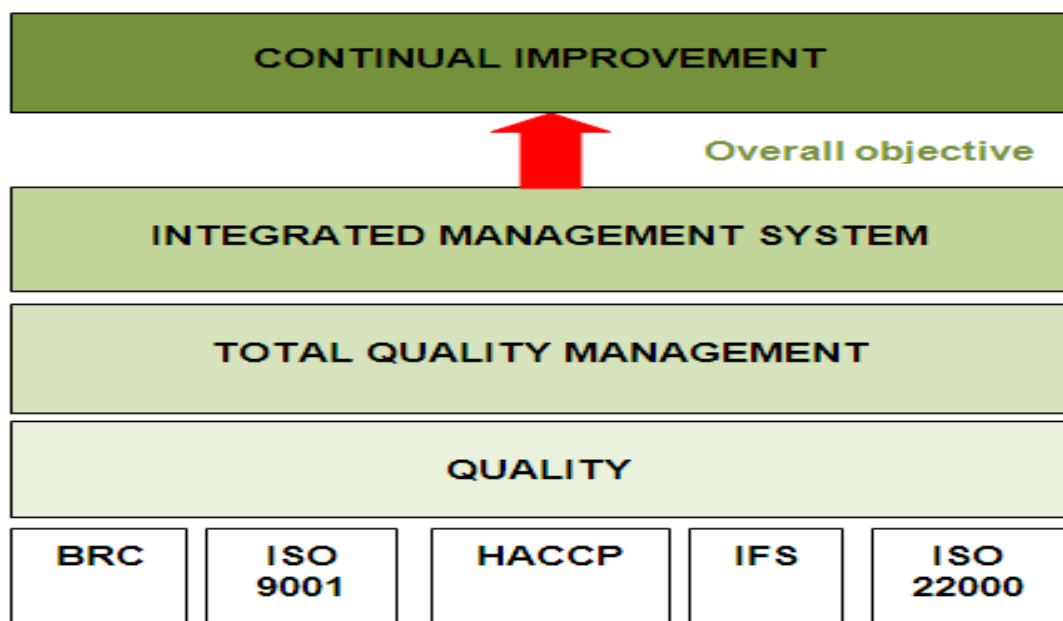 CONTINUAL IMPROVEMENT
Overall objective
INTEGRATED MANAGEMENT SYSTEM
TOTAL QUALITY MANAGEMENT
QUALITY
BRC
ISO
9001
HACCP
IFS
ISO
22000